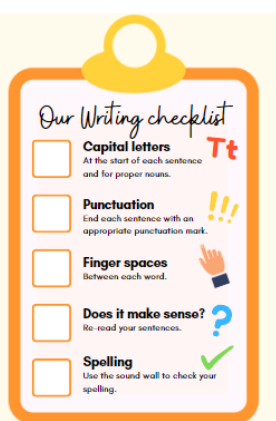 Our Writing checklist
Capital letters
Tt
At the start of each sentence
and for proper nouns.
Punctuation
!!!
End each sentence with an
appropriate punctuation mark.
Finger spaces
Between each word.
Does it make sense?
?
Re-read your sentences.
Spelling
Use the sound wall to check your
spelling.